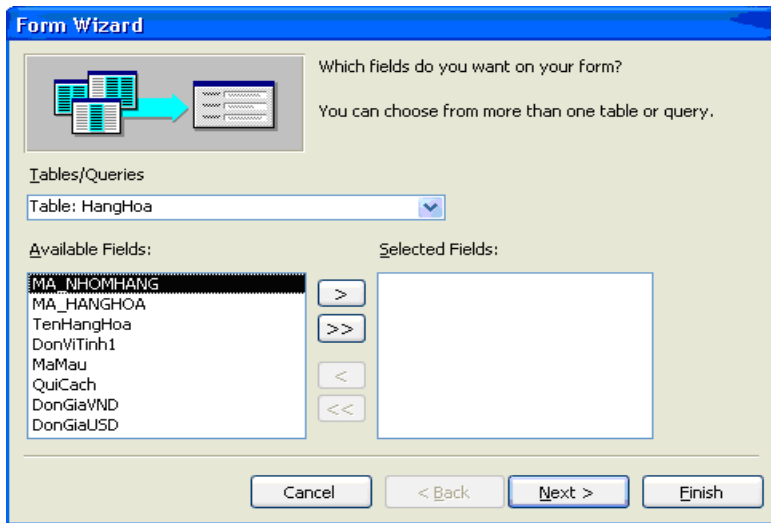 Form Wizard
Which fields do you want on your form?
You can choose from more than one table or query.
Tables/Queries
Table: HangHoa
Available Fields:
Selected Fields:
MA_NHOMHANG
MA_HANGHOA
TenHangHoa
DonViTinh1
MaMau
QuiCach
DonGiaVND
DonGiaUSD
>
>>
<
<<
Cancel
< Back
Next >
Finish